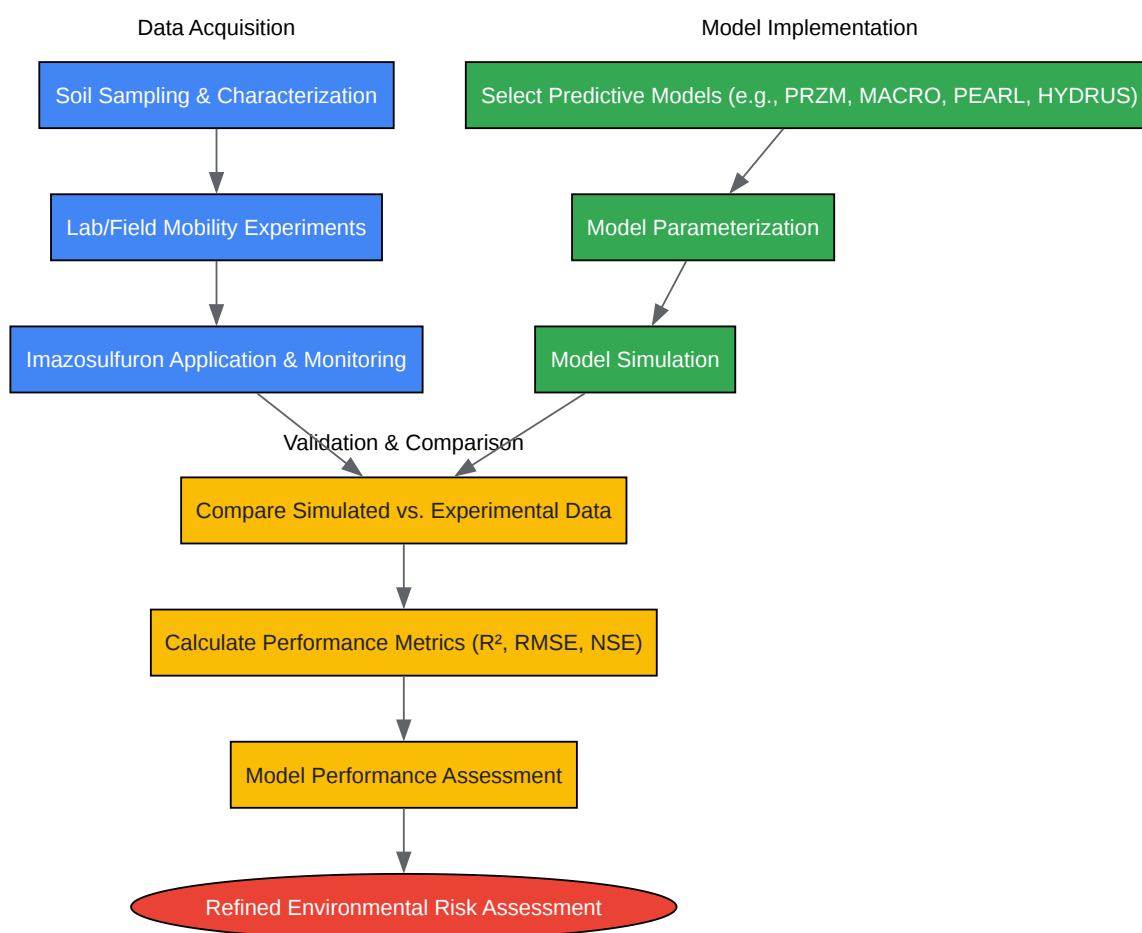 Data Acquisition
Model Implementation
Soil Sampling & Characterization
Select Predictive Models (e.g., PRZM, MACRO, PEARL, HYDRUS)
Lab/Field Mobility Experiments
Model Parameterization
Imazosulfuron Application & Monitoring
Model Simulation
Validation & Comparison
Compare Simulated vs. Experimental Data
Calculate Performance Metrics (R², RMSE, NSE)
Model Performance Assessment
Refined Environmental Risk Assessment